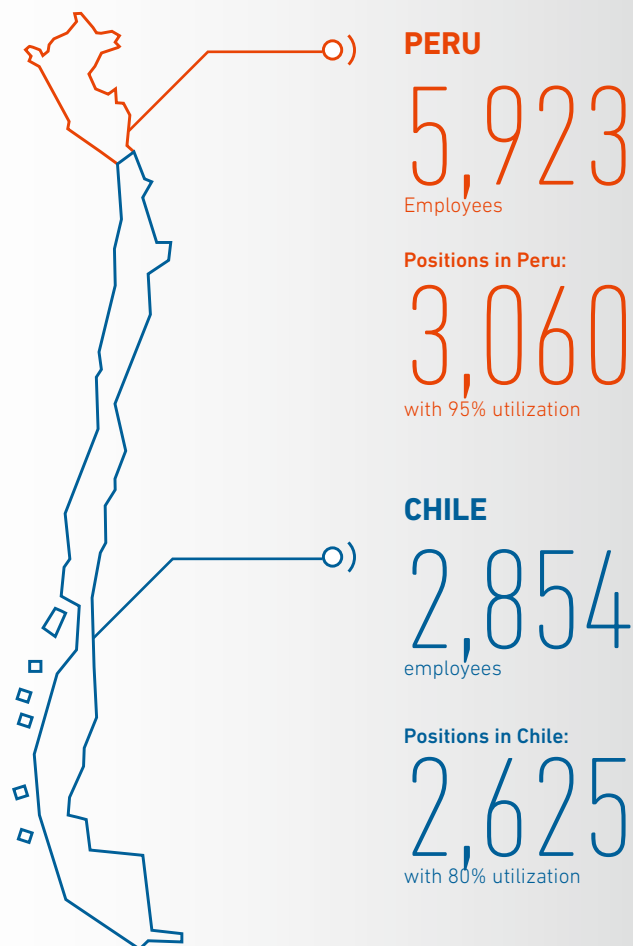 PERU
5,923
Employees
Positions in Peru:
3,060
with 95% utilization
CHILE
2,854
employees
Positions in Chile:
2,625
with 80% utilization